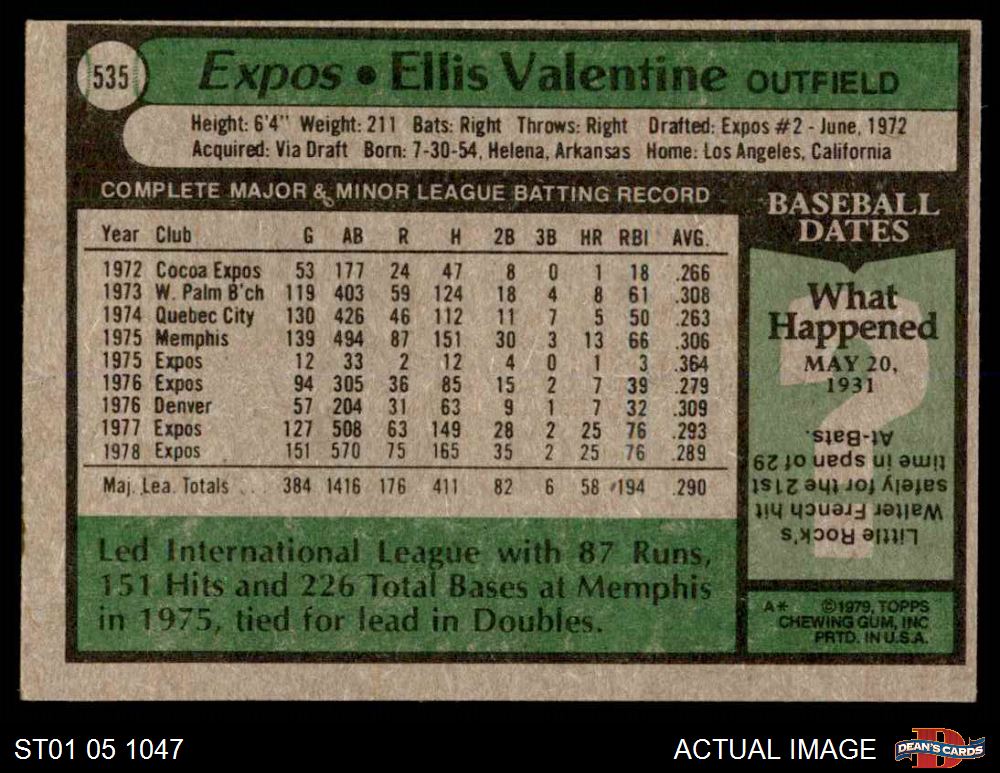 535
Expos • Ellis Valentine OUTFIELD
Height: 6'4" Weight: 211 Bats: Right Throws: Right Drafted: Expos #2 - June, 1972
Acquired: Via Draft Born: 7-30-54, Helena, Arkansas Home: Los Angeles, California
COMPLETE MAJOR & MINOR LEAGUE BATTING RECORD
Year Club G AB R H 2B 3B HR RBI AVG.
1972 Cocoa Expos 53 177 24 47 8 0 1 18 .266
1973 W. Palm B'ch 119 403 59 124 18 4 8 61 .308
1974 Quebec City 130 426 46 112 11 7 5 50 .263
1975 Memphis 139 494 87 151 30 3 13 66 .306
1975 Expos 12 33 2 12 4 0 1 3 .364
1976 Expos 94 305 36 85 15 2 7 39 .279
1976 Denver 57 204 31 63 9 1 7 32 .309
1977 Expos 127 508 63 149 28 2 25 76 .293
1978 Expos 151 570 75 165 35 2 25 76 .289
Maj. Lea. Totals ... 384 1416 176 411 82 6 58 194 .290
Led International League with 87 Runs,
151 Hits and 226 Total Bases at Memphis
in 1975, tied for lead in Doubles.
BASEBALL
DATES
What
Happened
MAY 20,
1931
?
Little Rock's
Walter French hit
safely for the 21st
time in span of 29
At-Bats.
A* ©1979, TOPPS
CHEWING GUM, INC
PRTD. IN U.S.A.
ST01 05 1047
ACTUAL IMAGE
D
DEAN'S CARDS